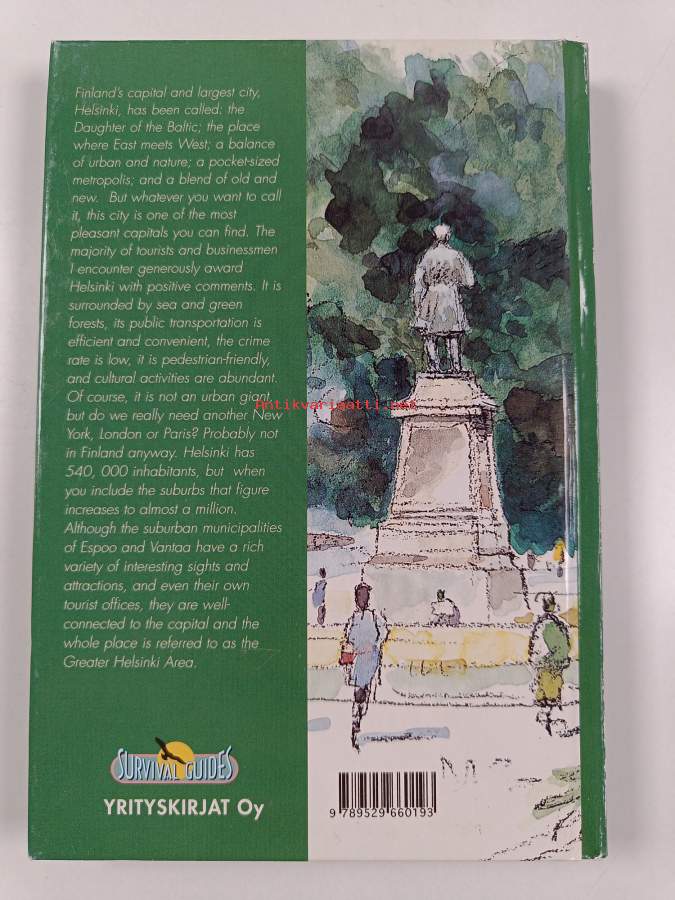 Finland's capital and largest city,
Helsinki, has been called: the
Daughter of the Baltic; the place
where East meets West; a balance
of urban and nature; a pocket-sized
metropolis; and a blend of old and
new. But whatever you want to call
it, this city is one of the most
pleasant capitals you can find. The
majority of tourists and businessmen
I encounter generously award
Helsinki with positive comments. It is
surrounded by sea and green
forests, its public transportation is
efficient and convenient, the crime
rate is low, it is pedestrian-friendly,
and cultural activities are abundant.
Of course, it is not an urban giant,
but do we really need another New
York, London or Paris? Probably not
in Finland anyway. Helsinki has
540, 000 inhabitants, but when
you include the suburbs that figure
increases to almost a million.
Although the suburban municipalities
of Espoo and Vantaa have a rich
variety of interesting sights and
attractions, and even their own
tourist offices, they are well-
connected to the capital and the
whole place is referred to as the
Greater Helsinki Area.
Antikvariaatti.net
SURVIVAL GUIDES
YRITYSKIRJAT Oy
9 789529 660193